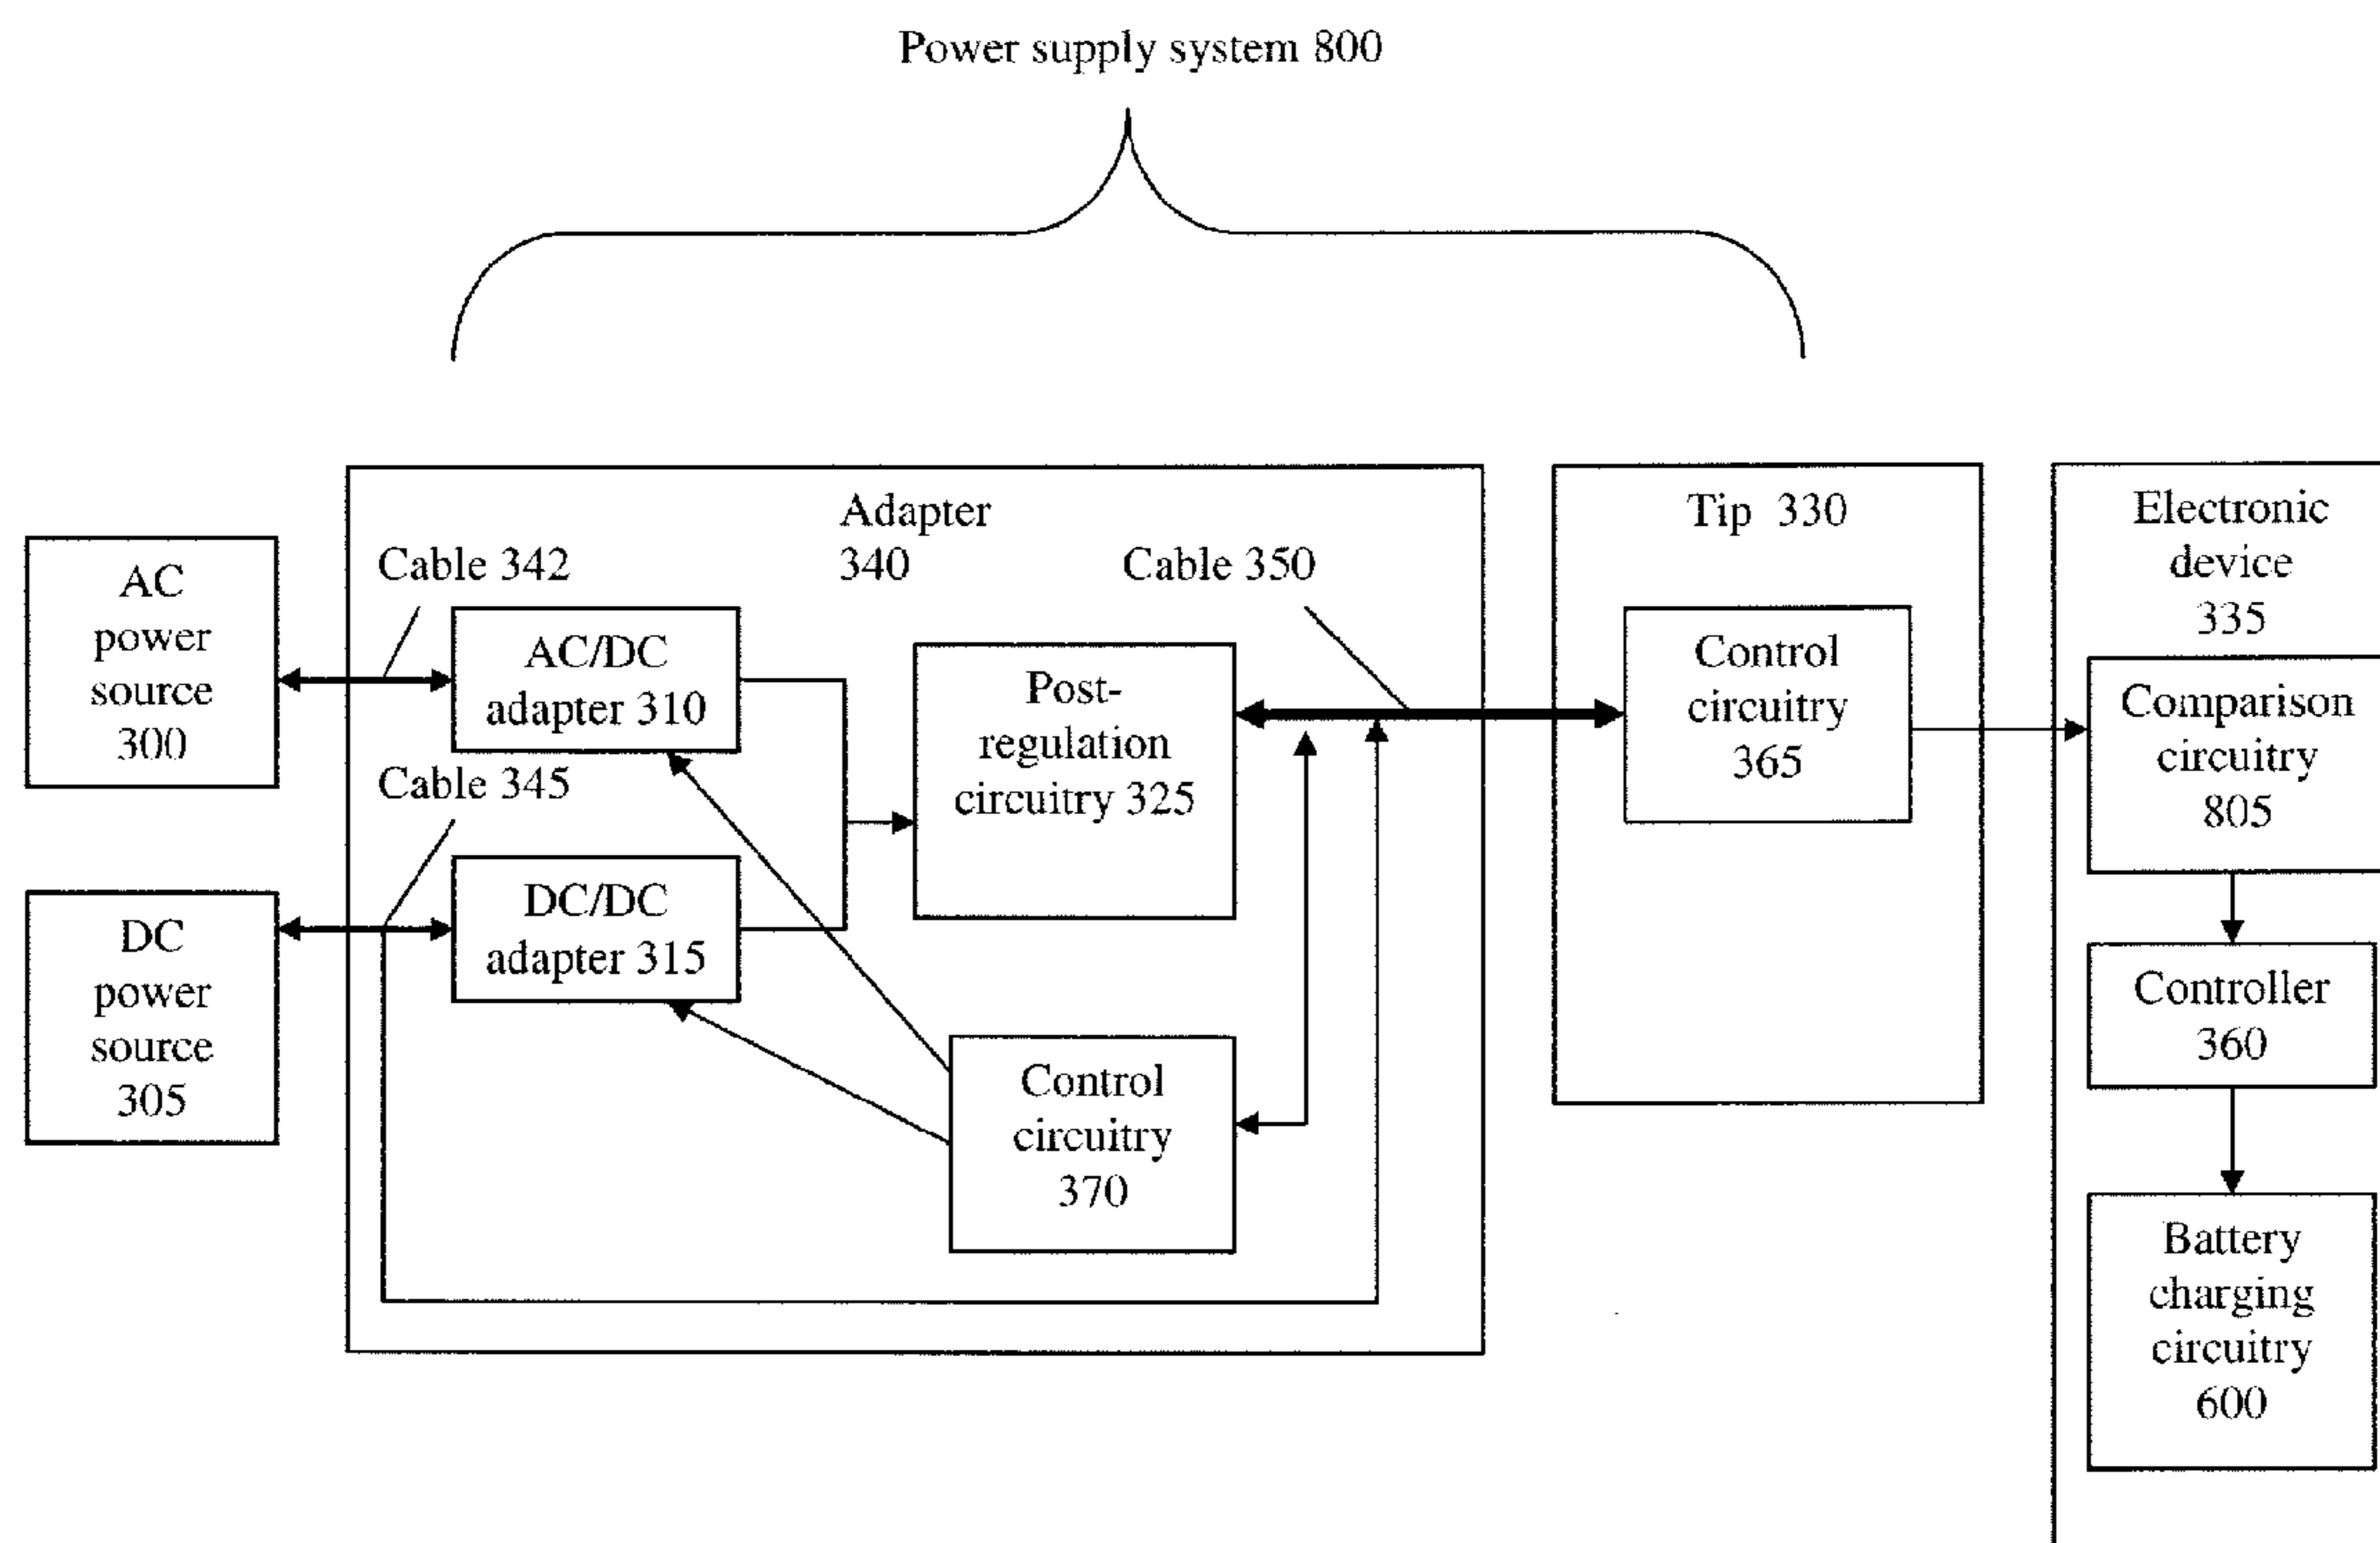 Power supply system 800
Adapter
340
Tip 330
Electronic
device
335
Cable 342
Cable 350
AC
power
source
300
AC/DC
adapter 310
Post-
regulation
circuitry 325
Control
circuitry
365
Comparison
circuitry
805
Cable 345
DC
power
source
305
DC/DC
adapter 315
Control
circuitry
370
Controller
360
Battery
charging
circuitry
600